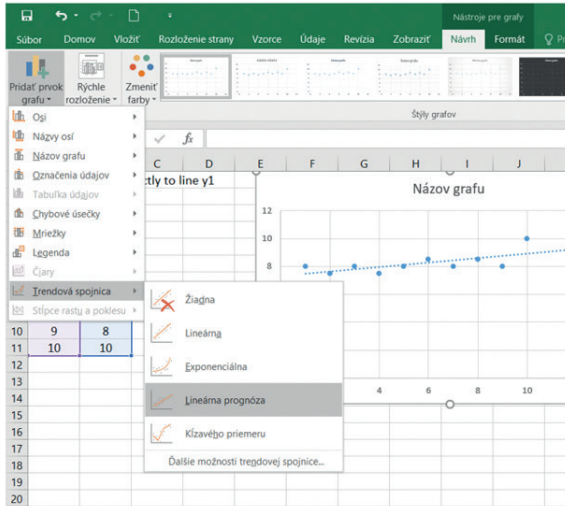 Nástroje pre grafy
Súbor Domov Vložiť Rozloženie strany Vzorce Údaje Revízia Zobraziť Návrh Formát
Pridať prvok grafu Rýchle rozloženie Zmeniť farby
Štýly grafov
Osi
Názvy osí
Názov grafu
Označenia údajov
Tabuľka údajov
Chybové úsečky
Mriežky
Legenda
Čiary
Trendová spojnica
Stĺpce rastu a poklesu
fx
C D E F G H I J
ctly to line y1
Názov grafu
12
10
8
4 6 8 10
Žiadna
Lineárna
Exponenciálna
Lineárna prognóza
Kĺzavého priemeru
Ďalšie možnosti trendovej spojnice...
10 9 8
11 10 10
12
13
14
15
16
17
18
19
20